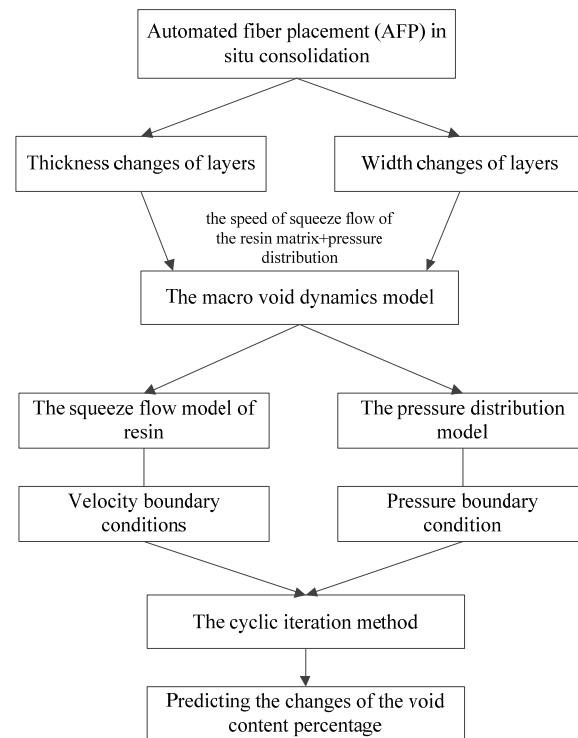 Automated fiber placement (AFP) in
situ consolidation
Thickness changes of layers
Width changes of layers
the speed of squeeze flow of
the resin matrix+pressure
distribution
The macro void dynamics model
The squeeze flow model of
resin
The pressure distribution
model
Velocity boundary
conditions
Pressure boundary
condition
The cyclic iteration method
Predicting the changes of the void
content percentage